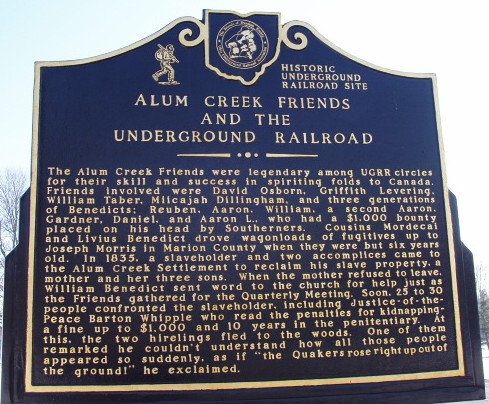 HISTORIC
UNDERGROUND
RAILROAD SITE
ALUM CREEK FRIENDS
AND THE
UNDERGROUND RAILROAD
The Alum Creek Friends were legendary among UGRR circles
for their skill and success in spiriting folds to Canada.
Friends involved were David Osborn, Griffith Levering,
William Taber, Milcajah Dillingham, and three generations
of Benedicts; Reuben, Aaron, William, a second Aaron,
Gardner, Daniel, and Aaron L., who had a $1,000 bounty
placed on his head by Southerners. Cousins Mordecai
and Livius Benedict drove wagonloads of fugitives up to
Joseph Morris in Marion County when they were but six years
old. In 1835, a slaveholder and two accomplices came to
the Alum Creek Settlement to reclaim his slave property, a
mother and her three sons. When the mother refused to leave,
William Benedict sent word to the church for help just as
the Friends gathered for the Quarterly Meeting. Soon, 25 to 30
people confronted the slaveholder, including Justice-of-the-
Peace Barton Whipple who read the penalties for kidnapping-
a fine up to $1,000 and 10 years in the penitentiary. At
this, the two hirelings fled to the woods. One of them
remarked he couldn't understand how all those people
appeared so suddenly, as if "the Quakers rose right up out of
the ground!" he exclaimed.